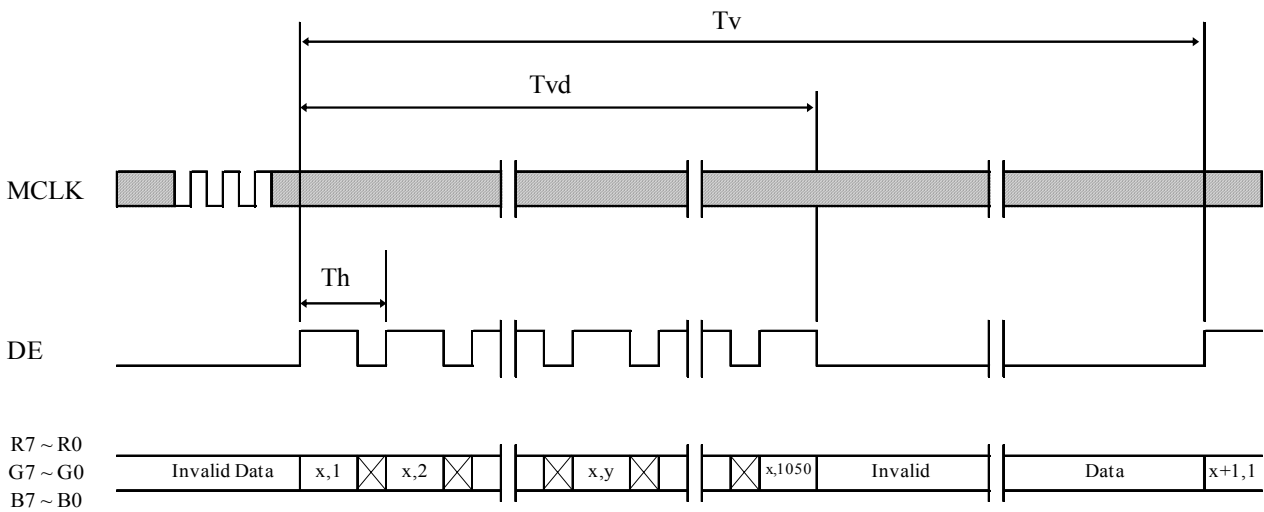 Tv
Tvd
MCLK
Th
DE
R7 ~ R0
G7 ~ G0
B7 ~ B0
Invalid Data
x,1
x,2
x,y
x,1050
Invalid
Data
x+1,1